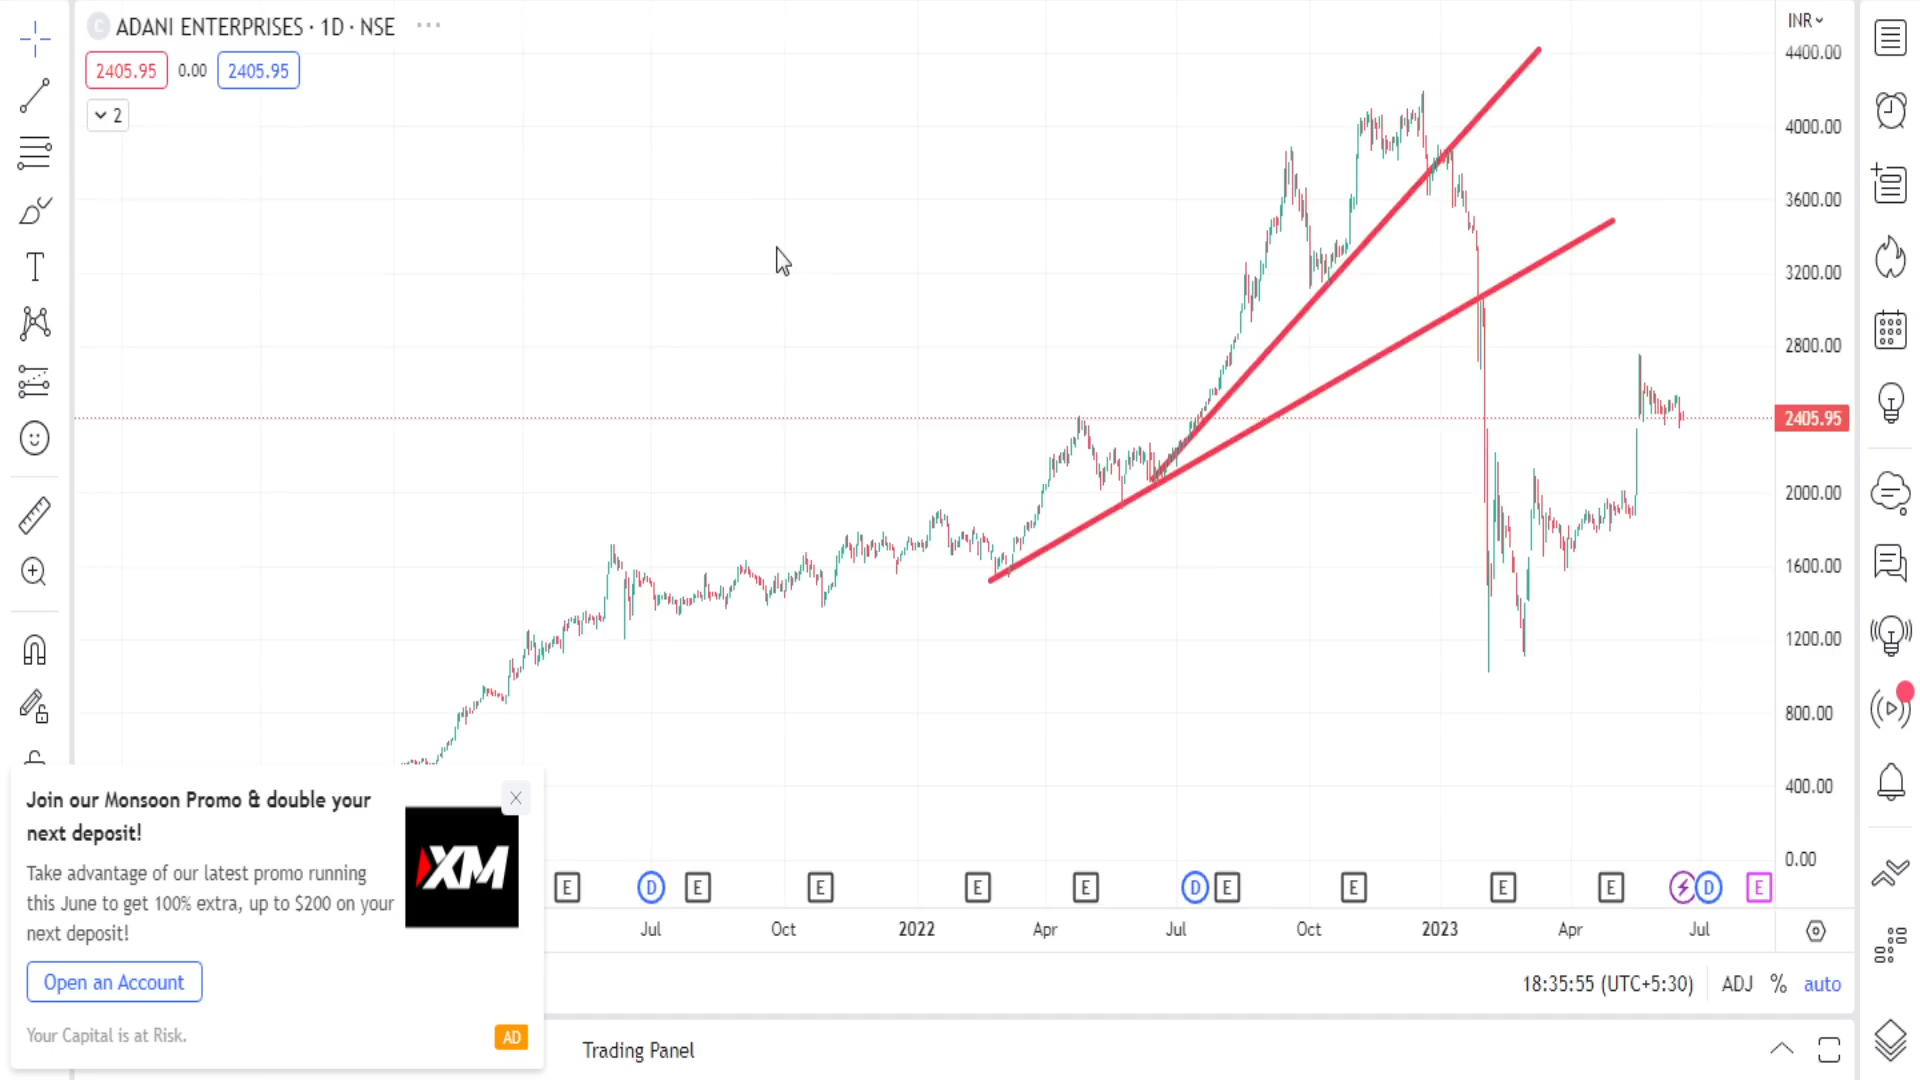 ADANI ENTERPRISES · 1D · NSE
2405.95 0.00 2405.95
2
INR
4400.00
4000.00
3600.00
3200.00
2800.00
2405.95
2000.00
1600.00
1200.00
800.00
400.00
0.00
E D E E E E D E E E E D E
Jul Oct 2022 Apr Jul Oct 2023 Apr Jul
Join our Monsoon Promo & double your
next deposit!
Take advantage of our latest promo running
this June to get 100% extra, up to $200 on your
next deposit!
XM
Open an Account
Your Capital is at Risk.
AD
18:35:55 (UTC+5:30) ADJ % auto
Trading Panel